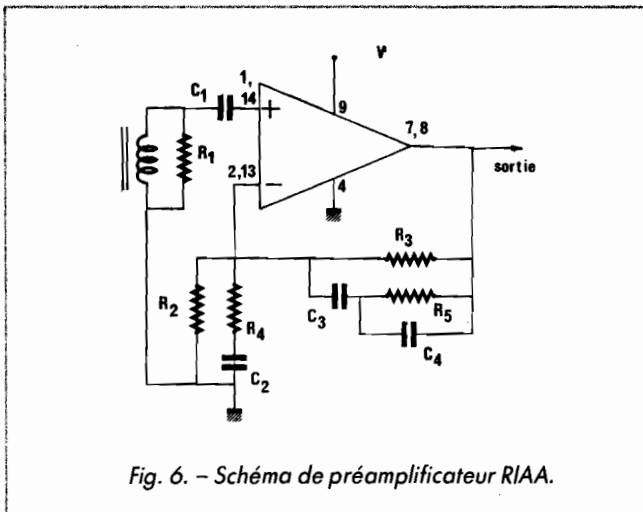 V
C1
1,
14
+
9
7, 8
R1
sortie
2,13
−
4
R3
R2
R4
C3
R5
C4
C2
Fig. 6. – Schéma de préamplificateur RIAA.